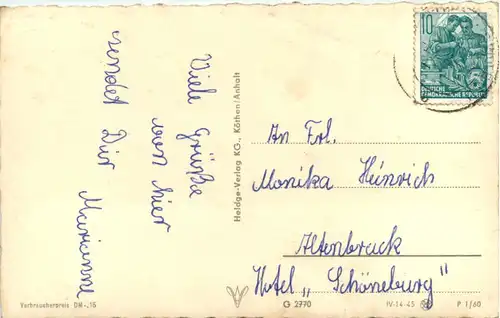 Viele Grüße
von hier
sendet Dir
Marianne
Heldge-Verlag KG., Köthen/Anhalt
10
DEUTSCHE
DEMOKRATISCHE REPUBLIK
An Frl.
Monika Heinrich
Altenbrack
Hotel „Schöneburg"
Verbraucherpreis DM -,15
G 2770
IV-14-45
P 1/60